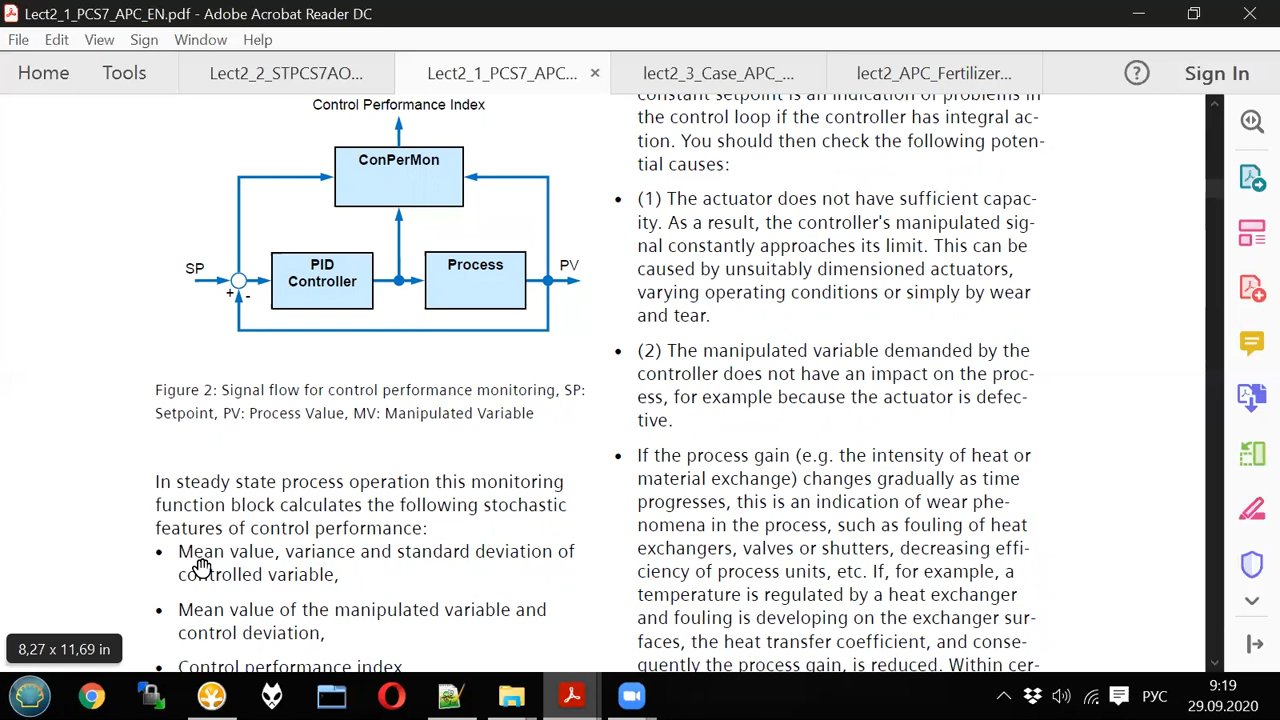 Lect2_1_PCS7_APC_EN.pdf - Adobe Acrobat Reader DC
File Edit View Sign Window Help
Home Tools Lect2_2_STPCS7AO... Lect2_1_PCS7_APC... × lect2_3_Case_APC_... lect2_APC_Fertilizer... ? Sign In
Control Performance Index
ConPerMon
SP
PID
Controller
Process
PV
+
-
Figure 2: Signal flow for control performance monitoring, SP:
Setpoint, PV: Process Value, MV: Manipulated Variable
In steady state process operation this monitoring
function block calculates the following stochastic
features of control performance:
• Mean value, variance and standard deviation of
controlled variable,
• Mean value of the manipulated variable and
control deviation,
• Control performance index
constant setpoint is an indication of problems in
the control loop if the controller has integral ac-
tion. You should then check the following poten-
tial causes:
• (1) The actuator does not have sufficient capac-
ity. As a result, the controller's manipulated sig-
nal constantly approaches its limit. This can be
caused by unsuitably dimensioned actuators,
varying operating conditions or simply by wear
and tear.
• (2) The manipulated variable demanded by the
controller does not have an impact on the proc-
ess, for example because the actuator is defec-
tive.
• If the process gain (e.g. the intensity of heat or
material exchange) changes gradually as time
progresses, this is an indication of wear phe-
nomena in the process, such as fouling of heat
exchangers, valves or shutters, decreasing effi-
ciency of process units, etc. If, for example, a
temperature is regulated by a heat exchanger
and fouling is developing on the exchanger sur-
faces, the heat transfer coefficient, and conse-
quently the process gain, is reduced. Within cer-
8,27 x 11,69 in
РУС
9:19
29.09.2020